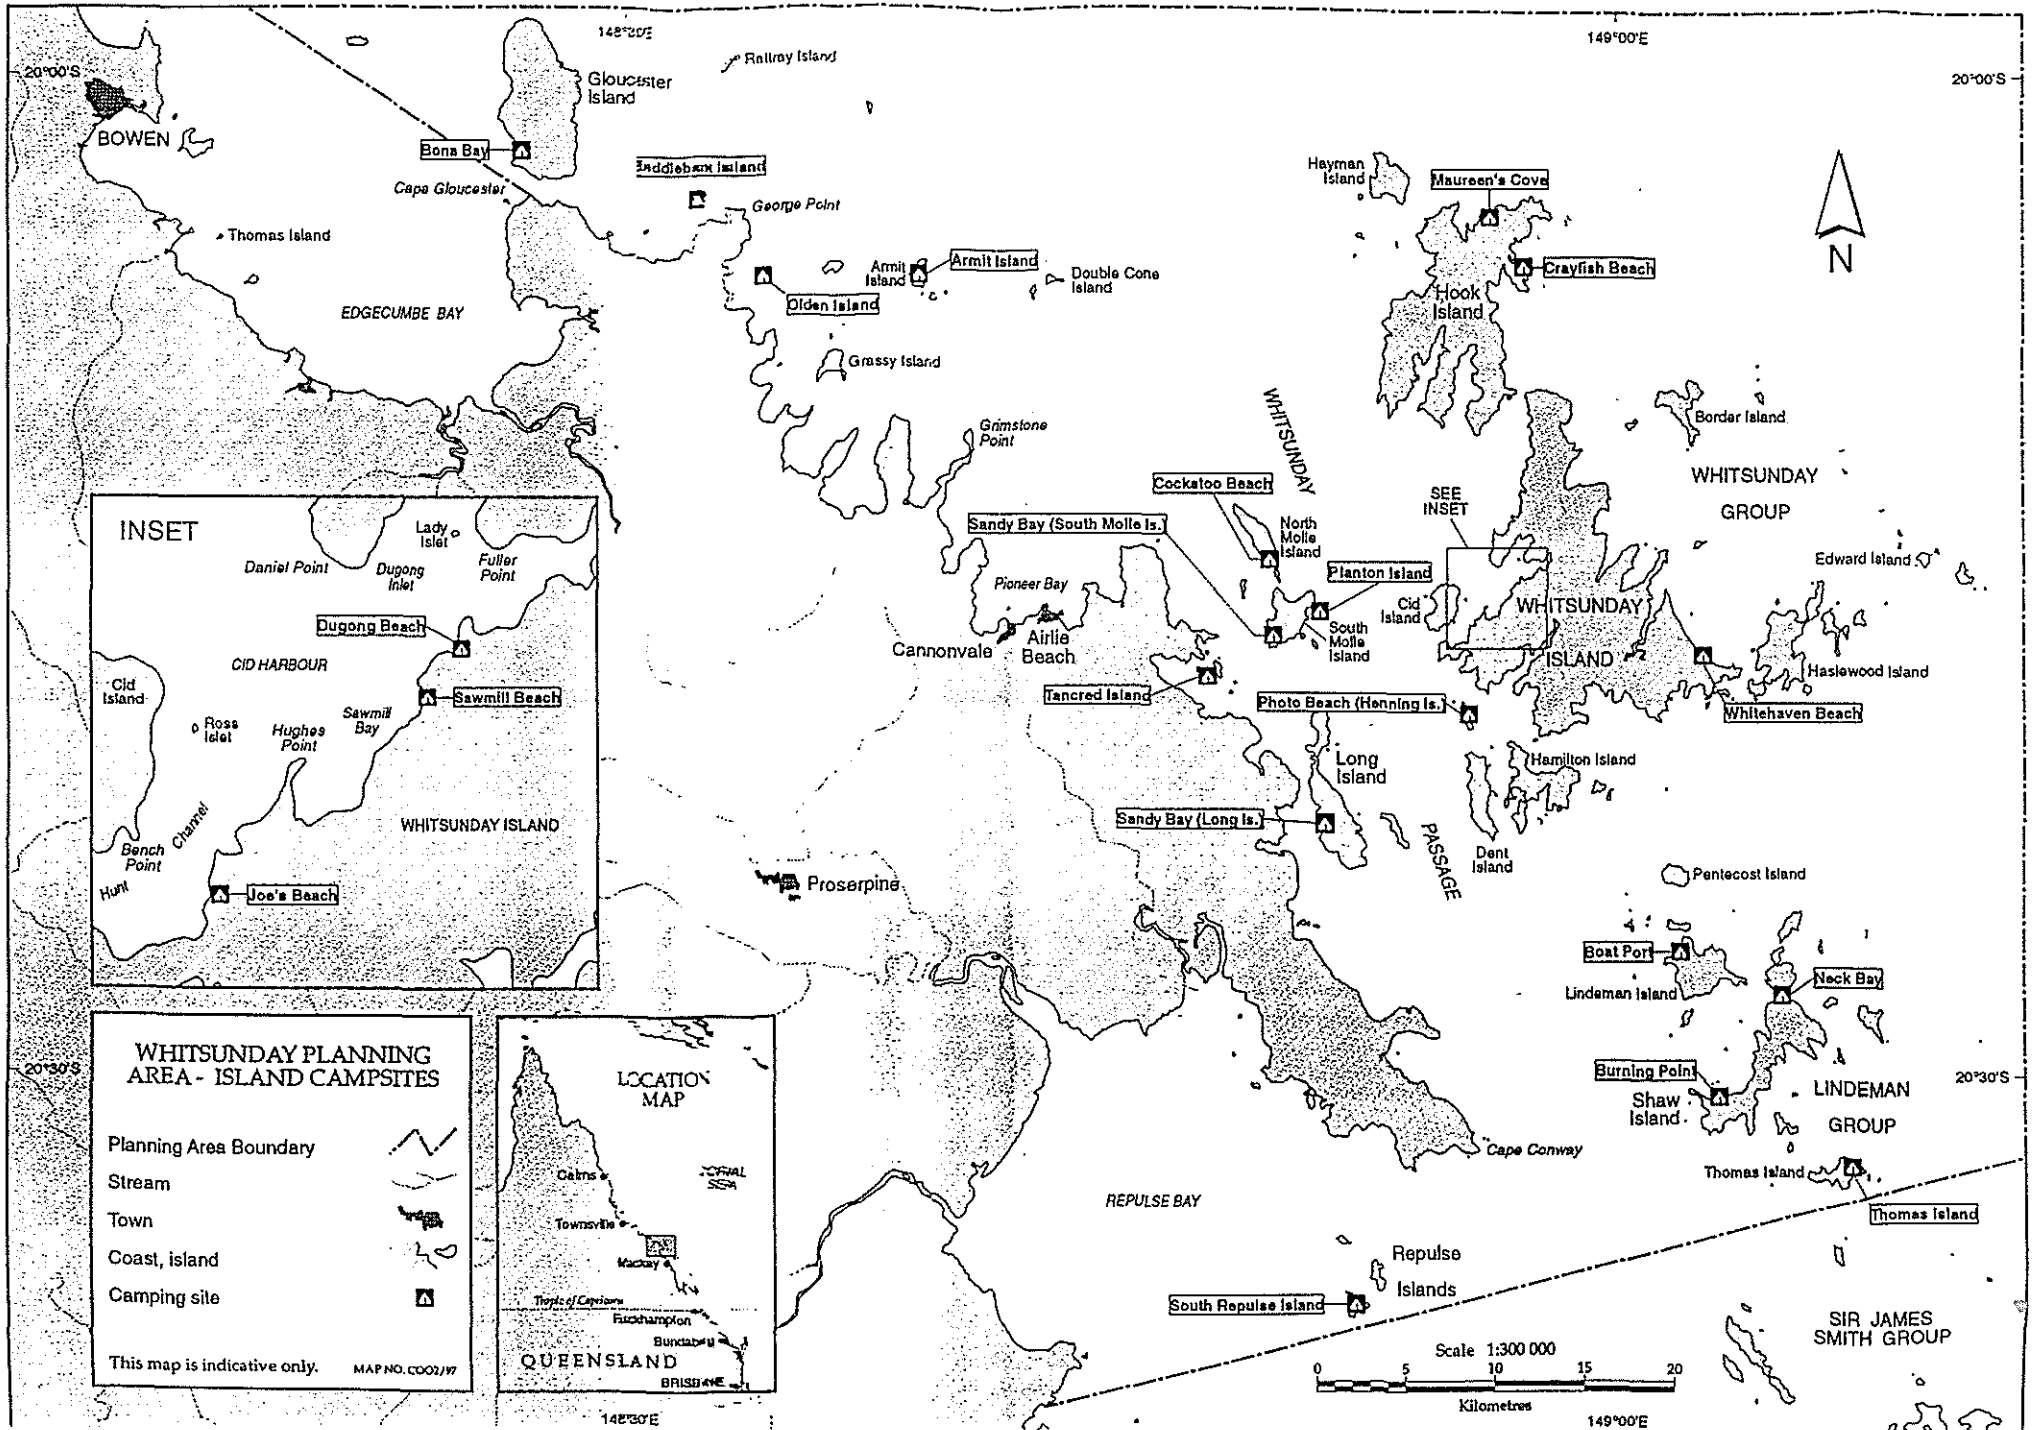 148°30'E
149°00'E
20°00'S
20°00'S
Gloucester
Island
BOWEN
Bona Bay
Cape Gloucester
George Point
Hayman
Island
Maureen's Cove
Thomas Island
Armit
Island
Armit Island
Double Cone
Island
Crayfish Beach
N
Olden Island
Hook
Island
EDGECUMBE BAY
Grassy Island
Grimstone
Point
WHITSUNDAY
Border Island
WHITSUNDAY
GROUP
Cockatoo Beach
SEE
INSET
Sandy Bay (South Molle Is.)
North
Molle
Island
Edward Island
Planton Island
Pioneer Bay
Cid
Island
WHITSUNDAY
ISLAND
South
Molle
Island
Cannonvale
Airlie
Beach
Haslewood Island
Tancred Island
Photo Beach (Henning Is.)
Whitehaven Beach
Long
Island
Hamilton Island
Sandy Bay (Long Is.)
PASSAGE
Dent
Island
Pentecost Island
Proserpine
Boat Port
Neck Bay
Lindeman Island
20°30'S
20°30'S
Burning Point
Shaw
Island
LINDEMAN
GROUP
Cape Conway
Thomas Island
Thomas Island
REPULSE BAY
Repulse
Islands
South Repulse Island
SIR JAMES
SMITH GROUP
Scale 1:300 000
0 5 10 15 20
Kilometres
149°00'E
INSET
Lady
Islet
Daniel Point
Dugong
Inlet
Fuller
Point
Dugong Beach
CID HARBOUR
Cid
Island
Sawmill Beach
Ross
Islet
Hughes
Point
Sawmill
Bay
WHITSUNDAY ISLAND
Bench
Point
Hunt
Channel
Joe's Beach
WHITSUNDAY PLANNING
AREA - ISLAND CAMPSITES
Planning Area Boundary
Stream
Town
Coast, island
Camping site
This map is indicative only.
MAP NO. C002/97
LOCATION
MAP
Cairns
Townsville
Mackay
Tropic of Capricorn
QUEENSLAND
BRISBANE
148°30'E